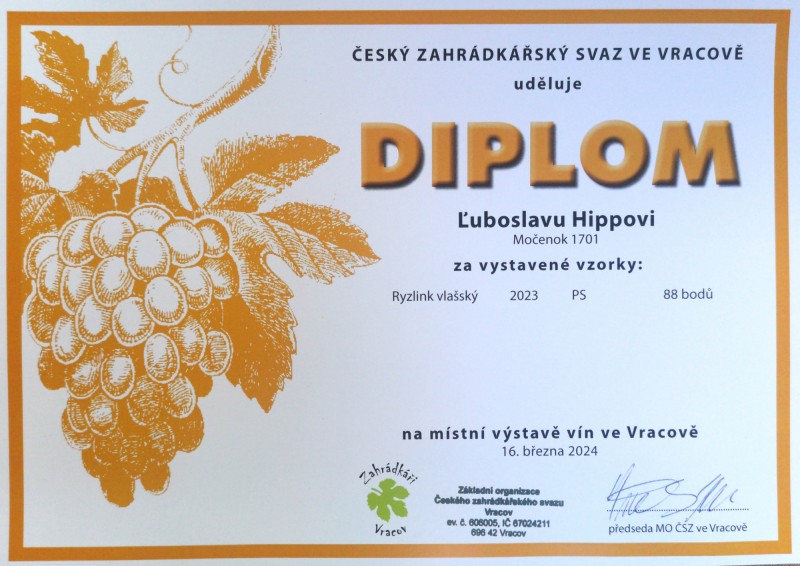 ČESKÝ ZAHRÁDKÁŘSKÝ SVAZ VE VRACOVĚ
uděluje
DIPLOM
Ľuboslavu Hippovi
Močenok 1701
za vystavené vzorky:
Ryzlink vlašský 2023 PS 88 bodů
na místní výstavě vín ve Vracově
16. března 2024
Zahrádkáři
Vracov
Základní organizace
Českého zahrádkářského svazu
Vracov
ev. č. 606005, IČ 67024211
696 42 Vracov
předseda MO ČSZ ve Vracově